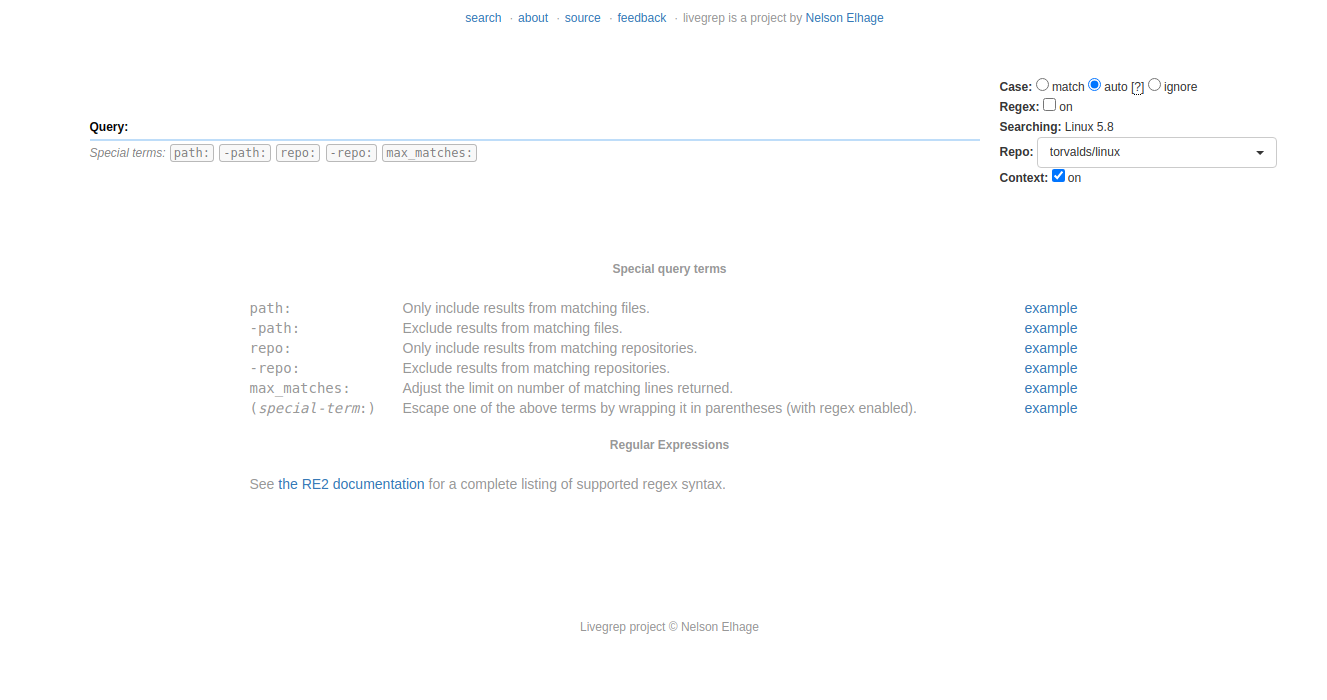 search · about · source · feedback · livegrep is a project by Nelson Elhage
Case: match auto [?] ignore
Regex: on
Query:
Searching: Linux 5.8
Special terms: path: -path: repo: -repo: max_matches:
Repo: torvalds/linux
Context: on
Special query terms
path: Only include results from matching files. example
-path: Exclude results from matching files. example
repo: Only include results from matching repositories. example
-repo: Exclude results from matching repositories. example
max_matches: Adjust the limit on number of matching lines returned. example
(special-term:) Escape one of the above terms by wrapping it in parentheses (with regex enabled). example
Regular Expressions
See the RE2 documentation for a complete listing of supported regex syntax.
Livegrep project © Nelson Elhage